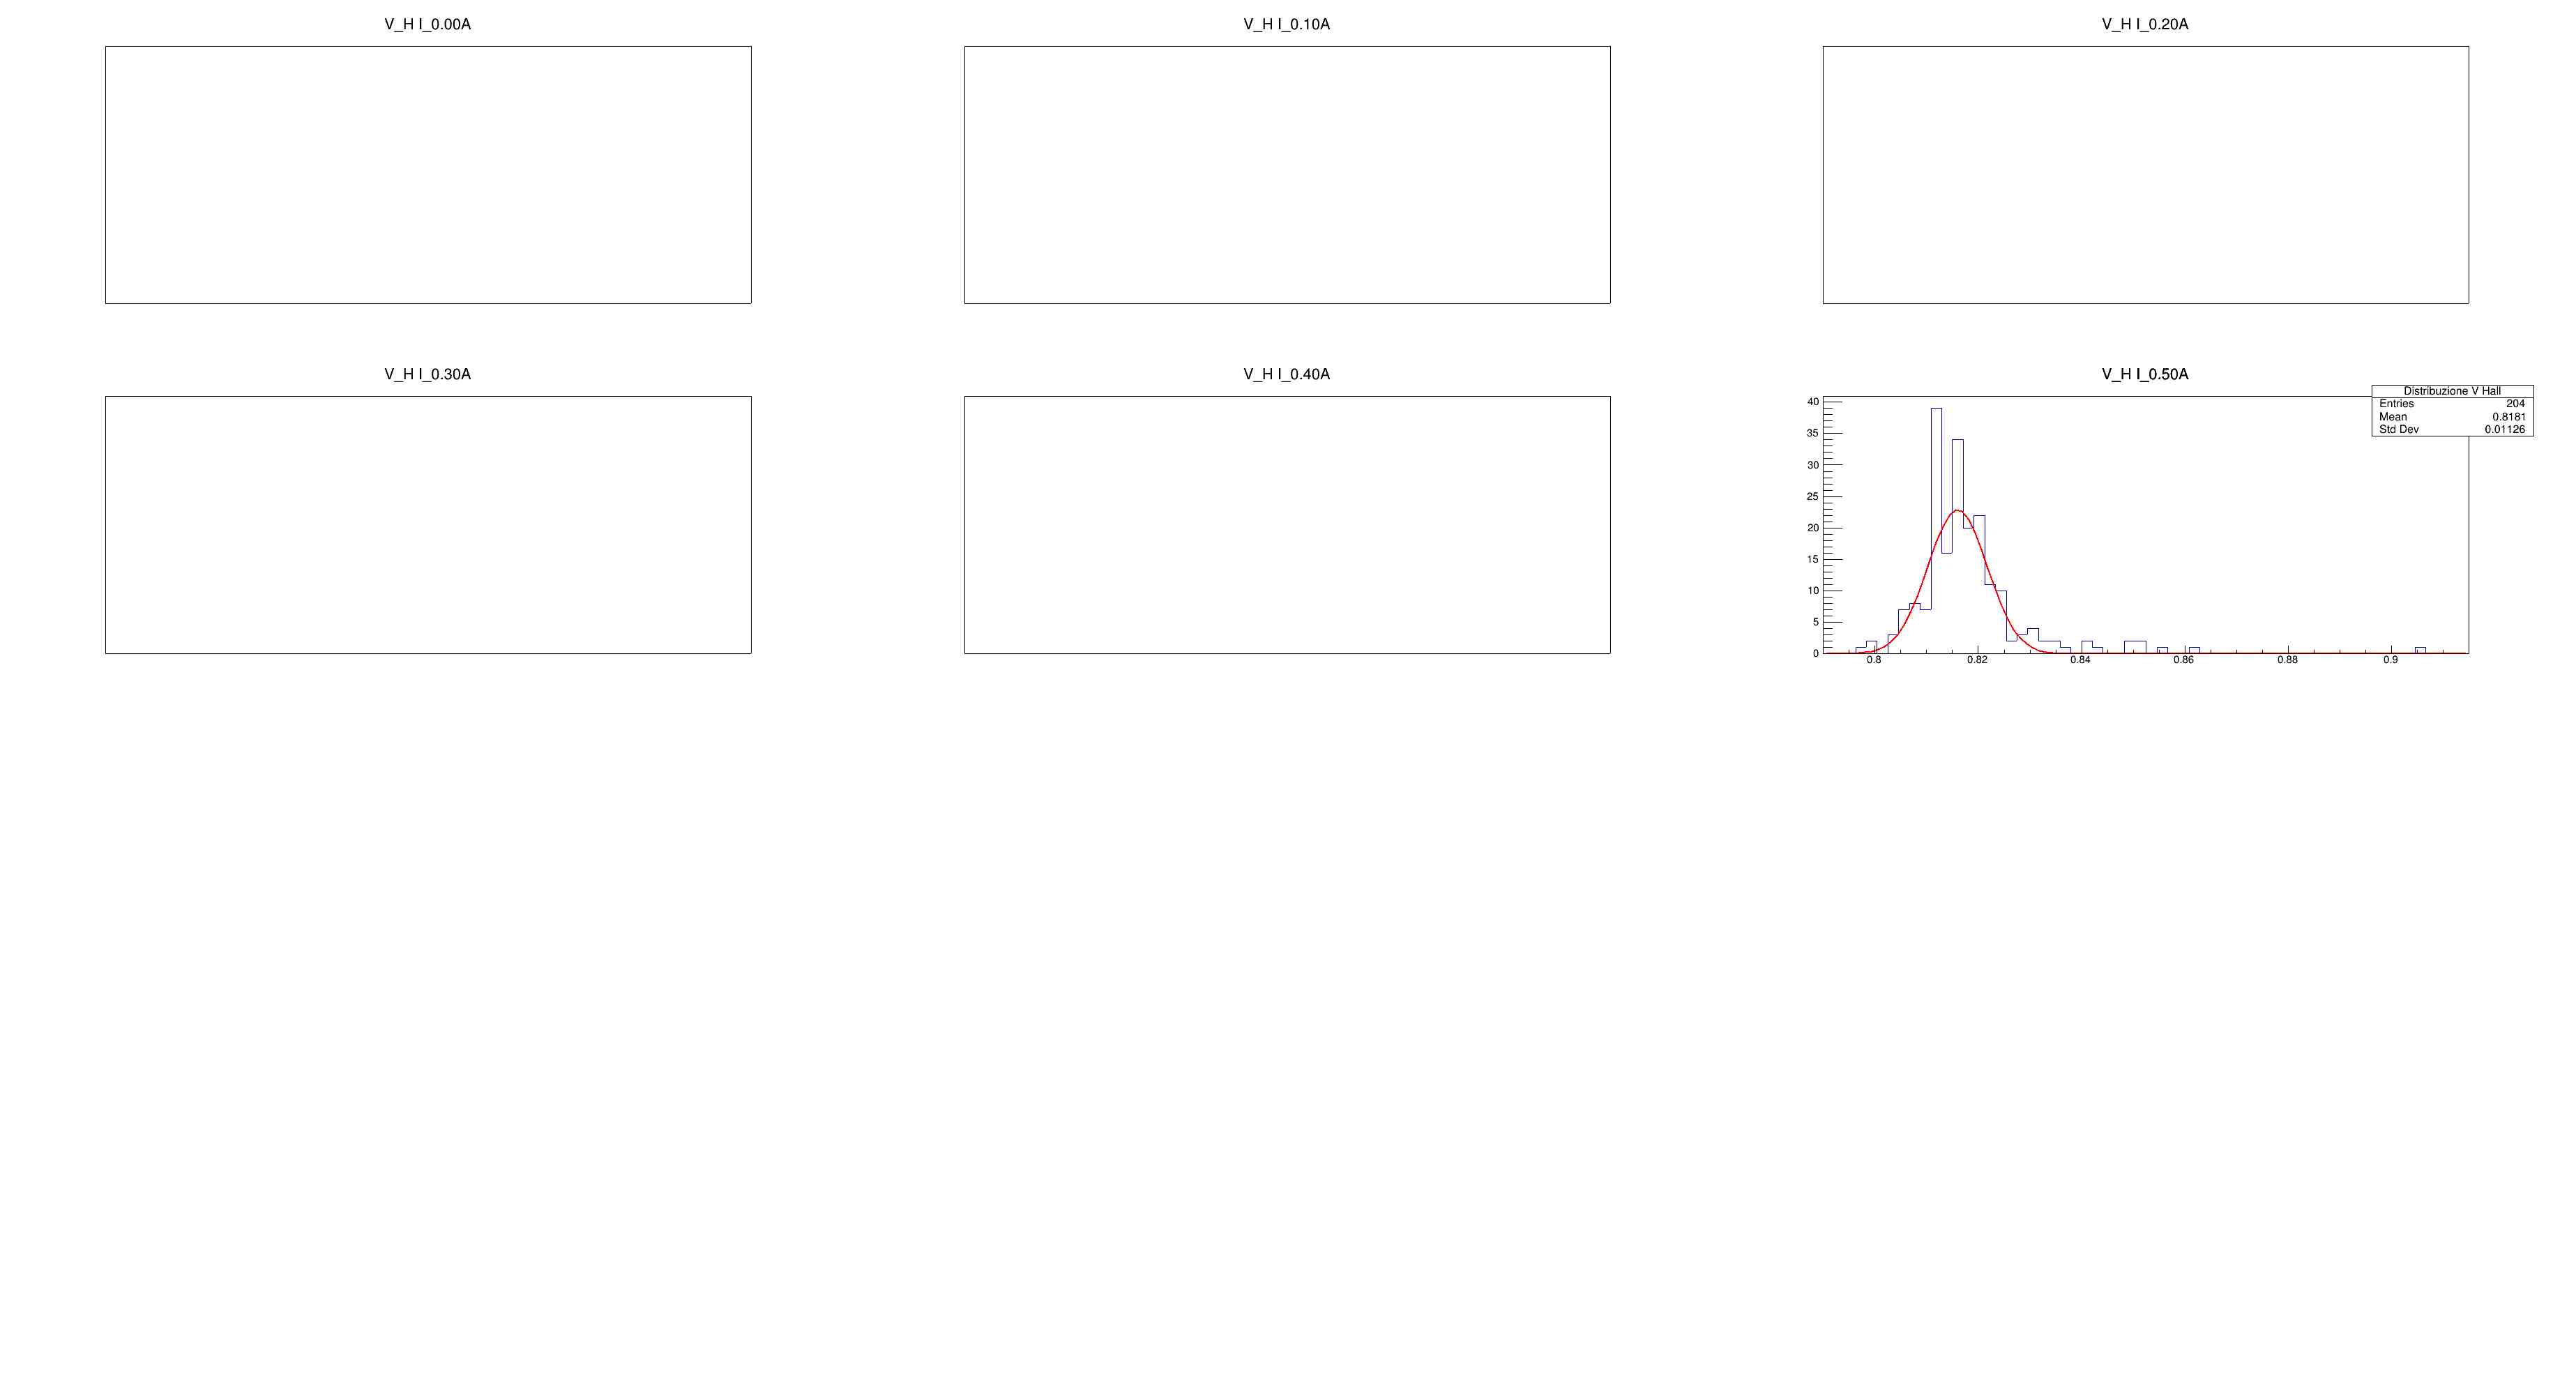 V_H I_0.00A
V_H I_0.10A
V_H I_0.20A
V_H I_0.30A
V_H I_0.40A
V_H I_0.50A
Distribuzione V Hall
Entries 204
Mean 0.8181
Std Dev 0.01126
40
35
30
25
20
15
10
5
0
0.8 0.82 0.84 0.86 0.88 0.9